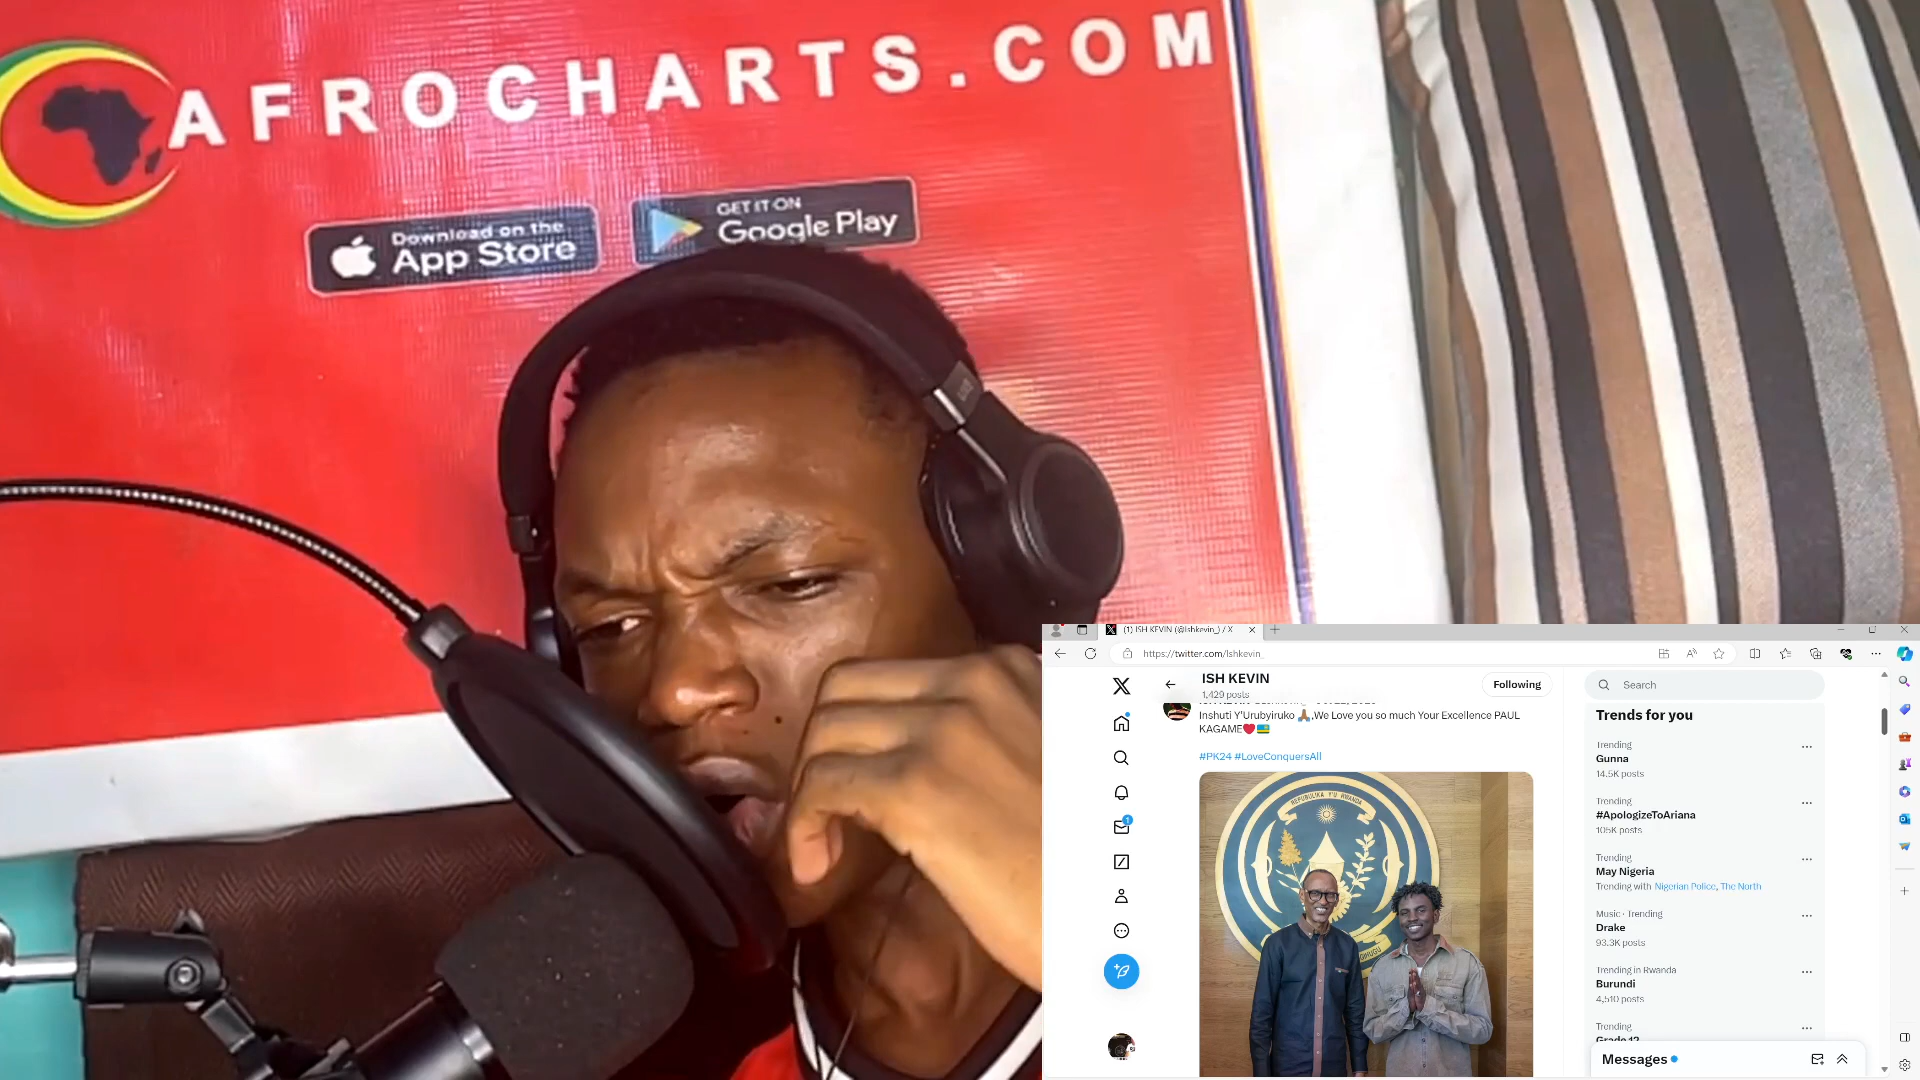 AFROCHARTS.COM
Download on the
App Store
GET IT ON
Google Play
(1) ISH KEVIN (@Ishkevin_) / X
https://twitter.com/Ishkevin_
ISH KEVIN
1,429 posts
Following
Inshuti Y'Urubyiruko 🙏🏾,We Love you so much Your Excellence PAUL
KAGAME❤️🇷🇼
#PK24 #LoveConquersAll
REPUBULIKA Y'U RWANDA
Search
Trends for you
Trending
Gunna
14.5K posts
Trending
#ApologizeToAriana
105K posts
Trending
May Nigeria
Trending with Nigerian Police, The North
Music · Trending
Drake
93.3K posts
Trending in Rwanda
Burundi
4,510 posts
Trending
Grade 12
Messages